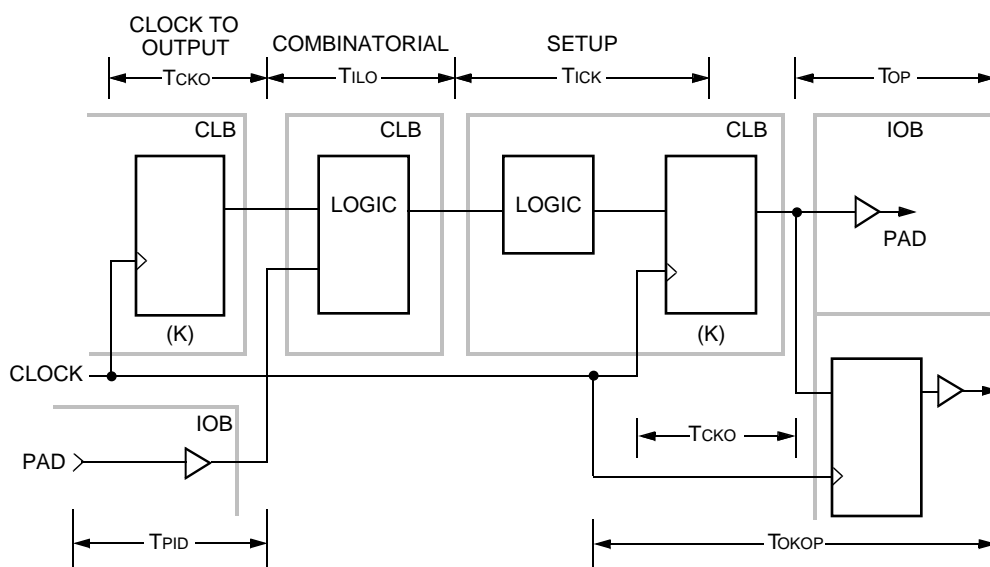 CLOCK TO
OUTPUT
COMBINATORIAL
SETUP
TCKO
TILO
TICK
TOP
CLB
CLB
CLB
IOB
LOGIC
LOGIC
PAD
(K)
(K)
CLOCK
IOB
TCKO
PAD
TPID
TOKOP